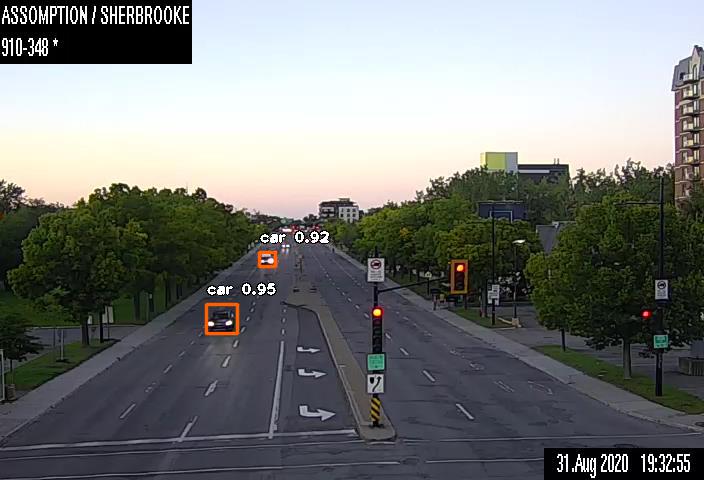 ASSOMPTION / SHERBROOKE
910-348 *
car 0.92
car 0.95
31.Aug 2020 19:32:55